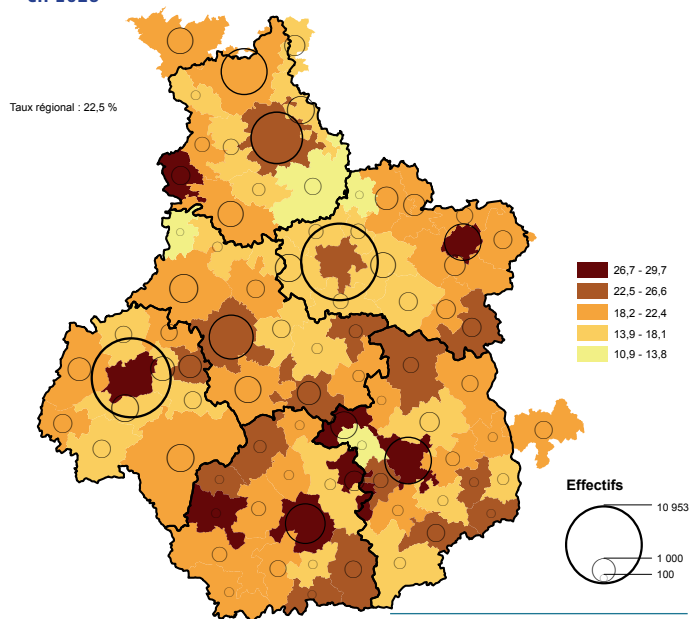 Taux régional : 22,5 %
26,7 - 29,7
22,5 - 26,6
18,2 - 22,4
13,9 - 18,1
10,9 - 13,8
Effectifs
10 953
1 000
100